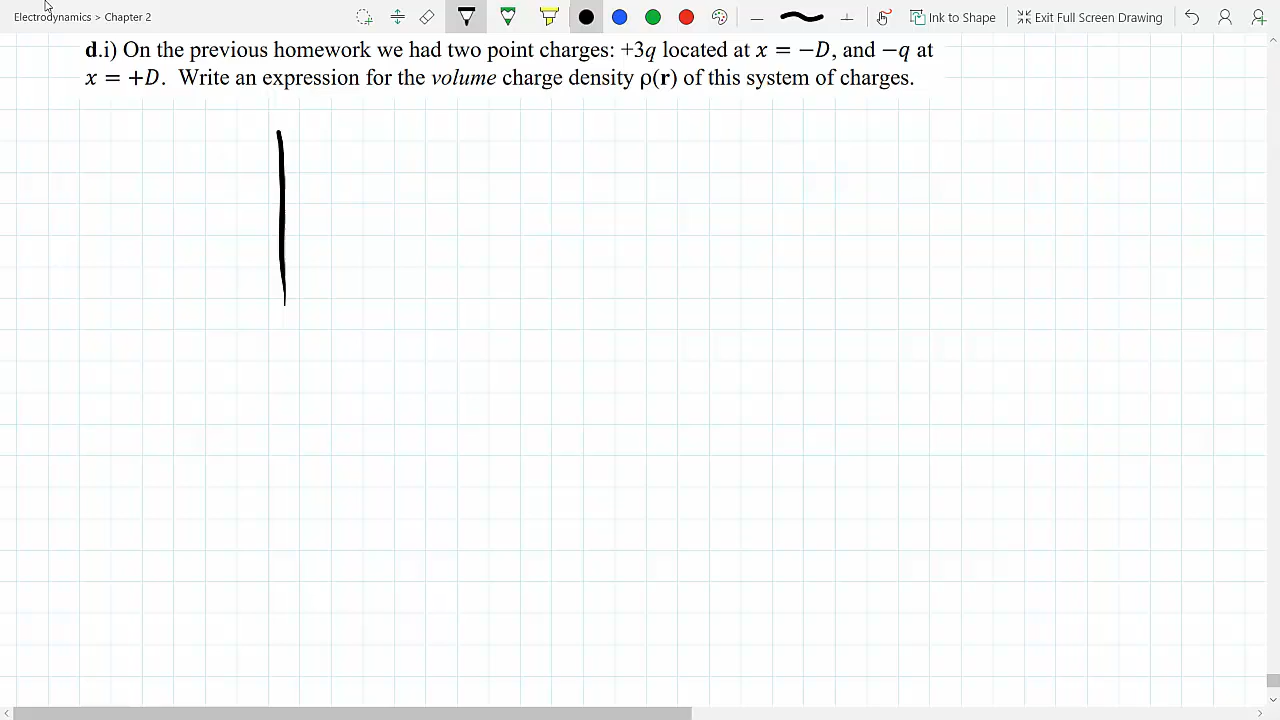 Electrodynamics > Chapter 2
Ink to Shape
Exit Full Screen Drawing
d.i) On the previous homework we had two point charges: +3q located at x = −D, and −q at
x = +D. Write an expression for the volume charge density ρ(r) of this system of charges.